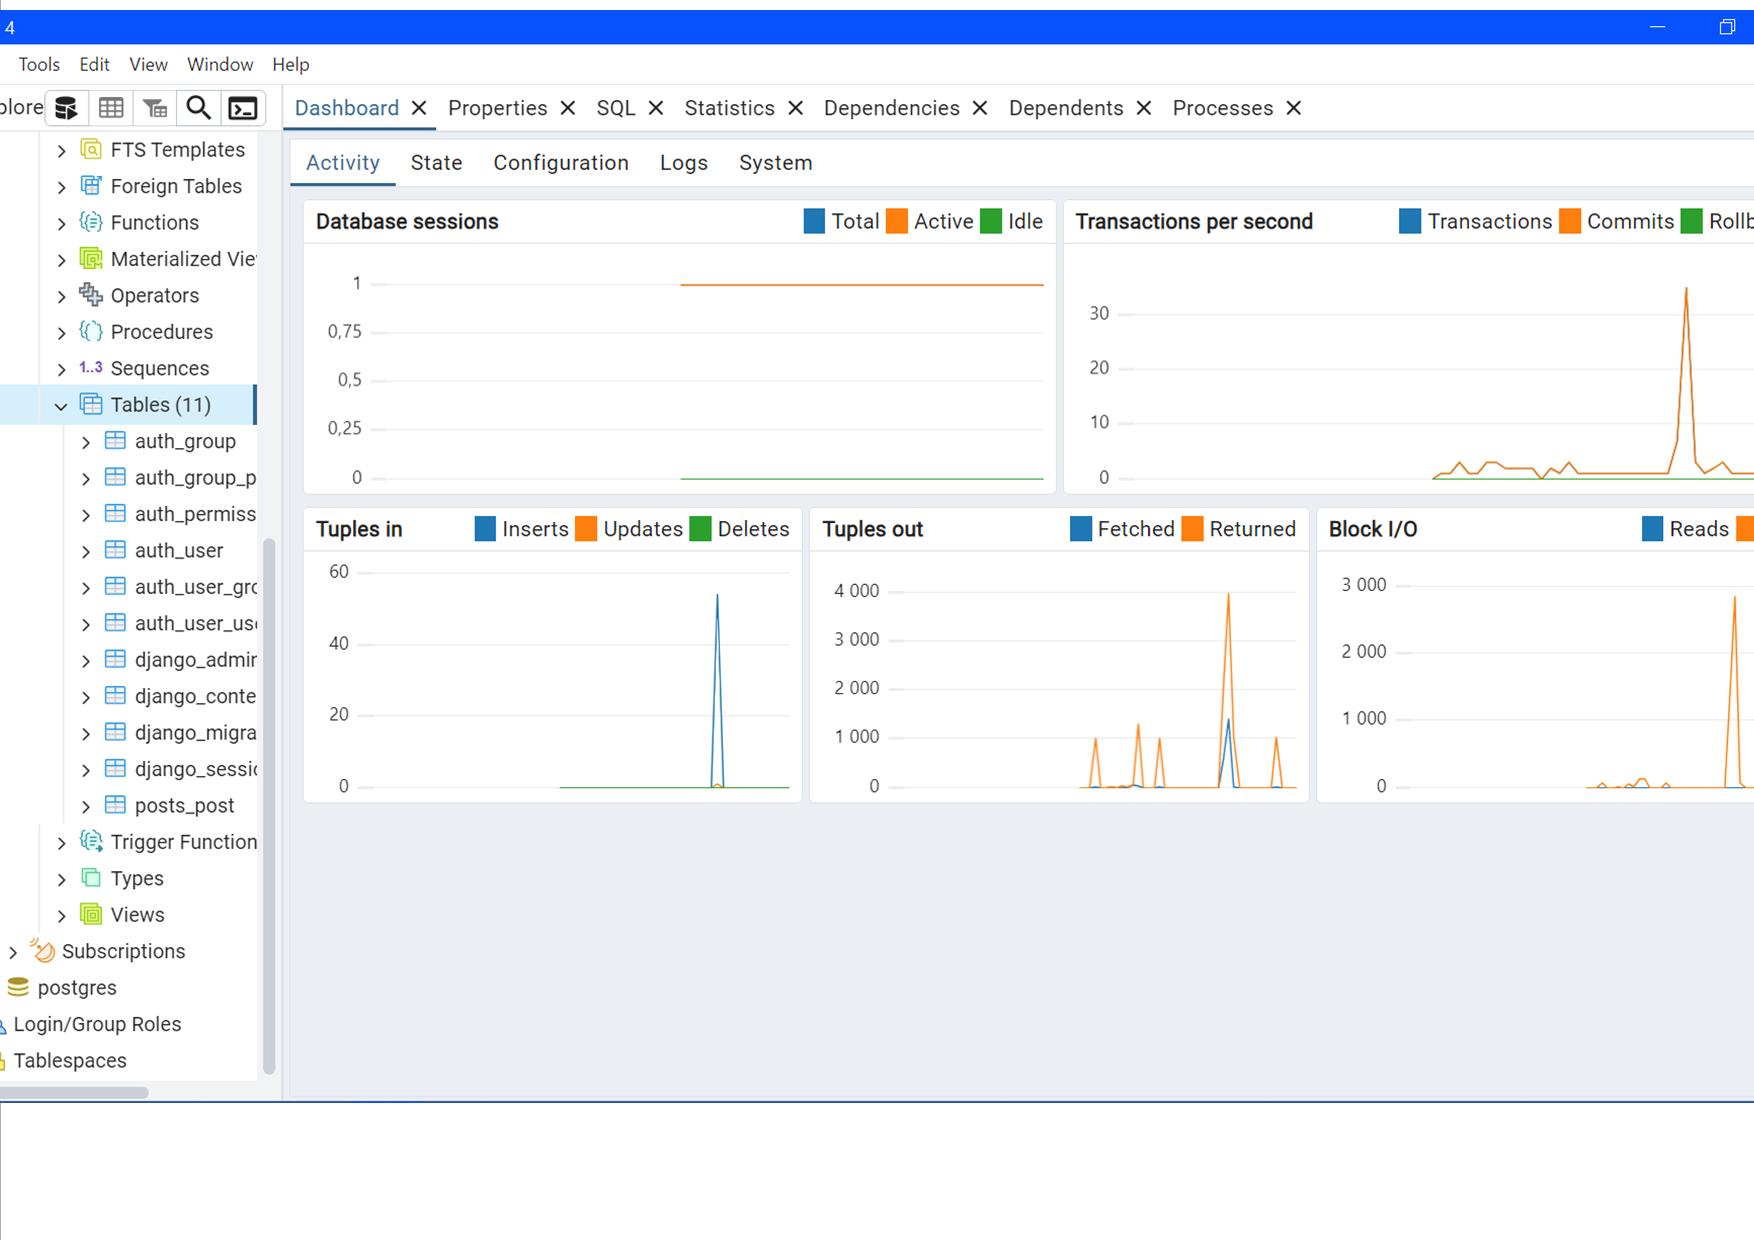 4
Tools Edit View Window Help
plore
Dashboard Properties SQL Statistics Dependencies Dependents Processes
FTS Templates
Foreign Tables
Functions
Materialized Vie
Operators
Procedures
1..3 Sequences
Tables (11)
auth_group
auth_group_p
auth_permiss
auth_user
auth_user_gro
auth_user_use
django_admin
django_conte
django_migra
django_sessio
posts_post
Trigger Function
Types
Views
Subscriptions
postgres
Login/Group Roles
Tablespaces
Activity State Configuration Logs System
Database sessions Total Active Idle
1
0,75
0,5
0,25
0
Transactions per second Transactions Commits Rollb
30
20
10
0
Tuples in Inserts Updates Deletes
60
40
20
0
Tuples out Fetched Returned
4 000
3 000
2 000
1 000
0
Block I/O Reads
3 000
2 000
1 000
0